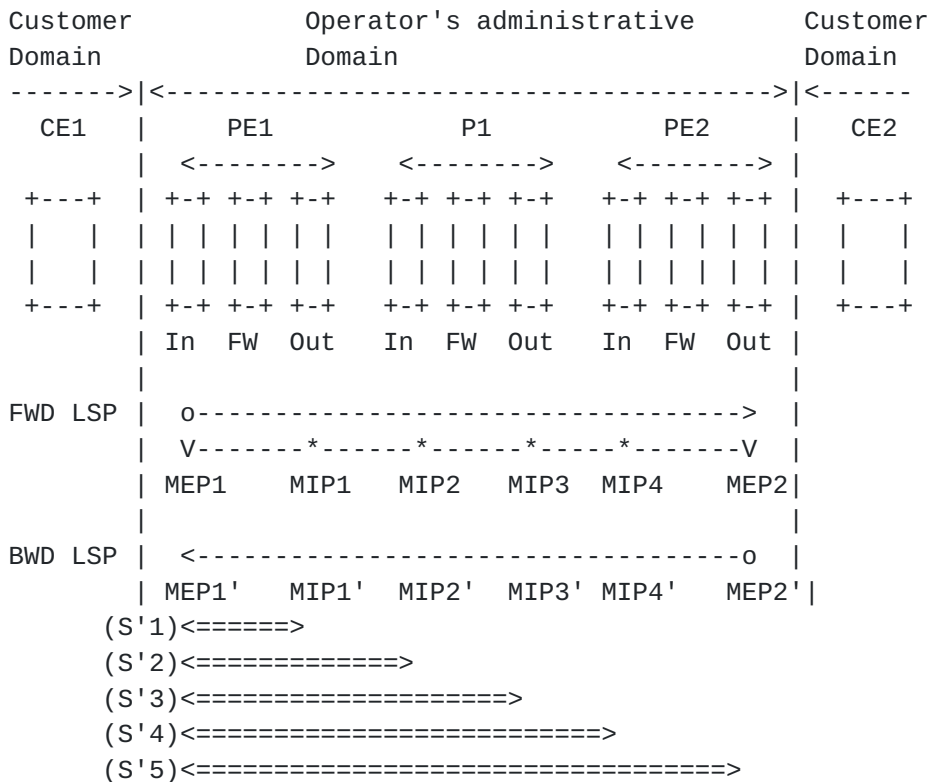 Customer            Operator's administrative       Customer
Domain              Domain                          Domain
------->|<--------------------------------------->|<------
  CE1   |     PE1            P1           PE2     |   CE2
        |  <-------->    <-------->    <--------> |
 +---+  | +-+ +-+ +-+   +-+ +-+ +-+   +-+ +-+ +-+ |  +---+
 |   |  | | | | | | |   | | | | | |   | | | | | | |  |   |
 |   |  | | | | | | |   | | | | | |   | | | | | | |  |   |
 +---+  | +-+ +-+ +-+   +-+ +-+ +-+   +-+ +-+ +-+ |  +---+
        | In  FW  Out   In  FW  Out   In  FW  Out |
        |                                         |
FWD LSP |  o----------------------------------->  |
        |  V-------*------*------*-----*-------V  |
        | MEP1    MIP1   MIP2   MIP3  MIP4    MEP2|
        |                                         |
BWD LSP |  <-----------------------------------o  |
        | MEP1'   MIP1'  MIP2'  MIP3' MIP4'   MEP2'|
      (S'1)<======>
      (S'2)<=============>
      (S'3)<====================>
      (S'4)<==========================>
      (S'5)<==================================>